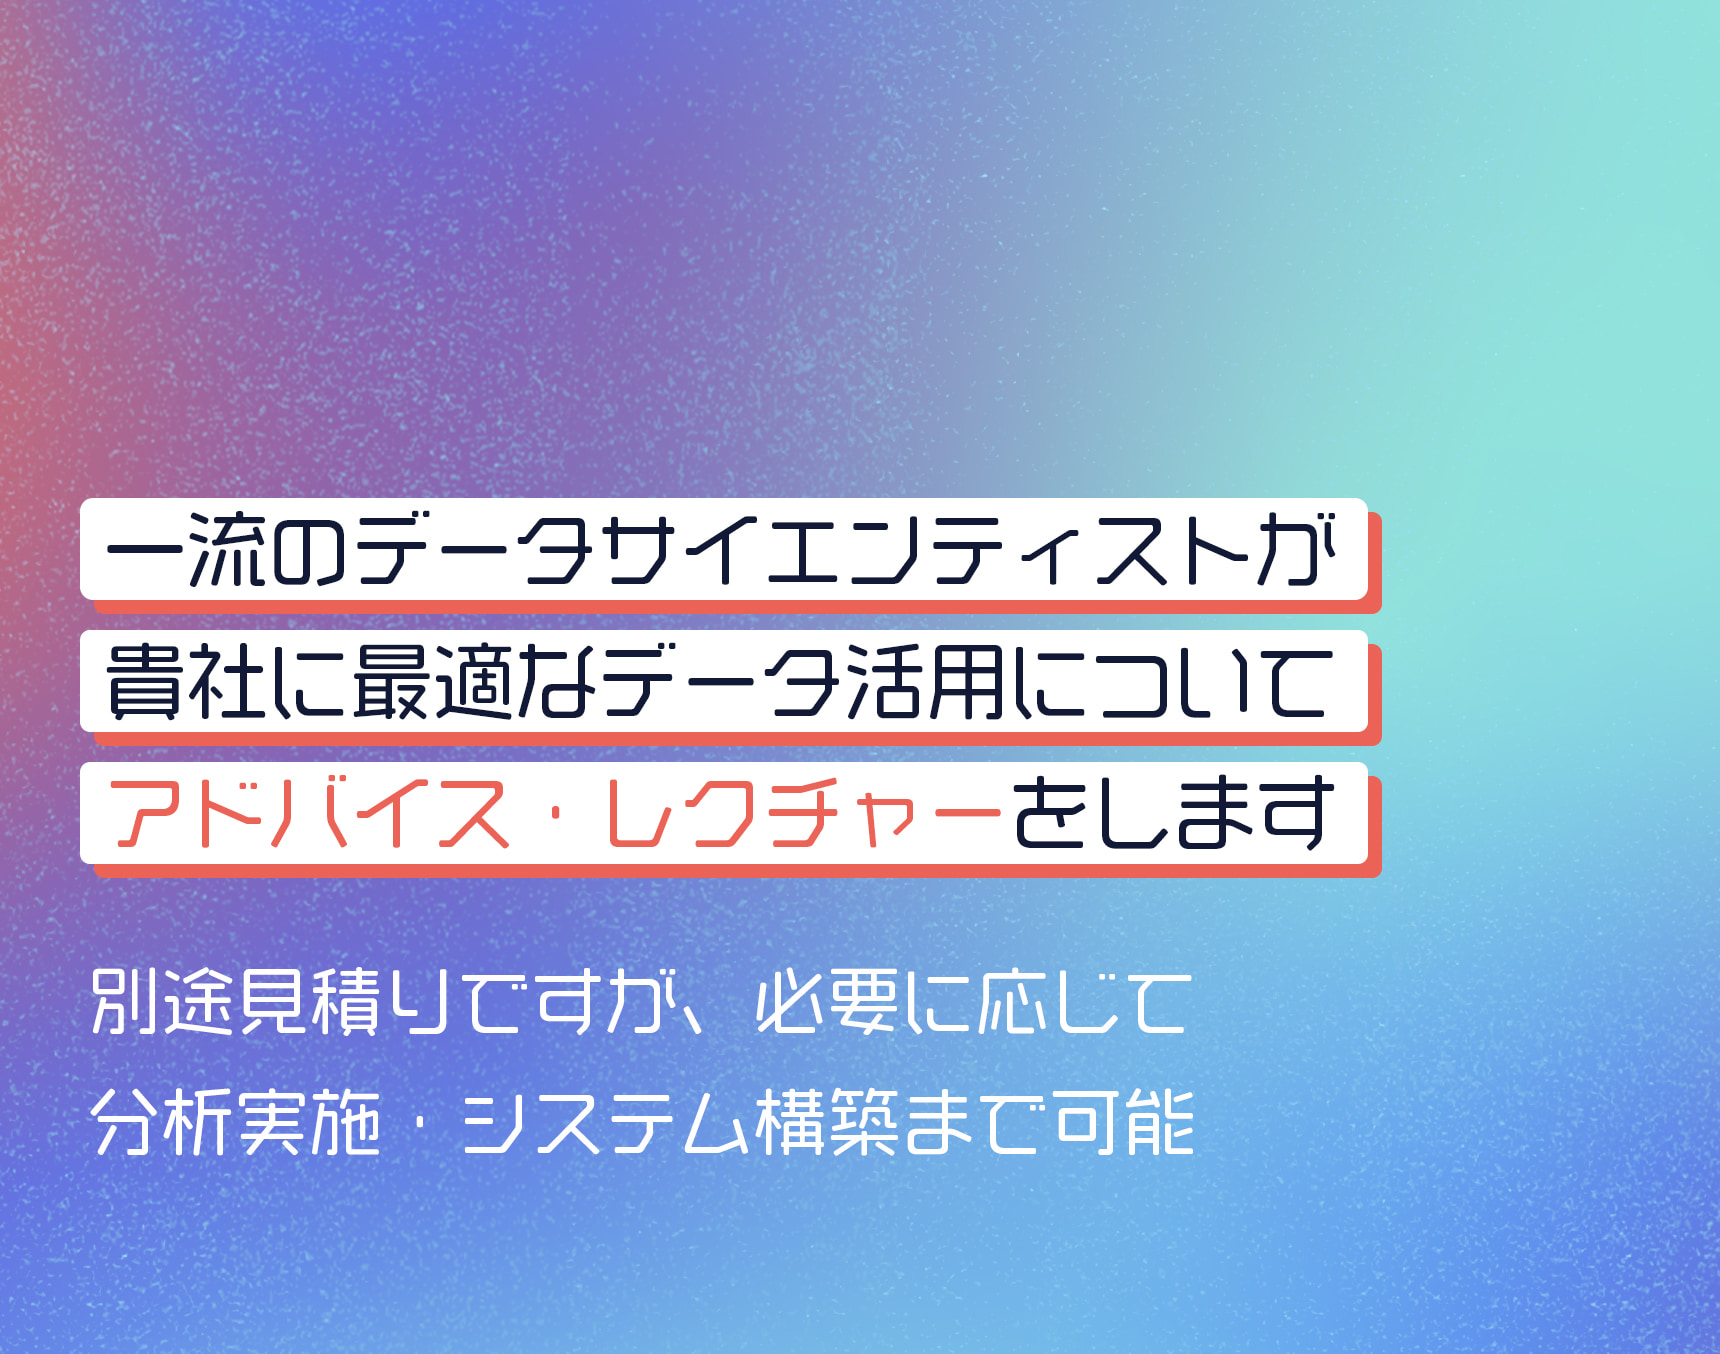 一流のデータサイエンティストが
貴社に最適なデータ活用について
アドバイス・レクチャーをします
別途見積りですが、必要に応じて
分析実施・システム構築まで可能